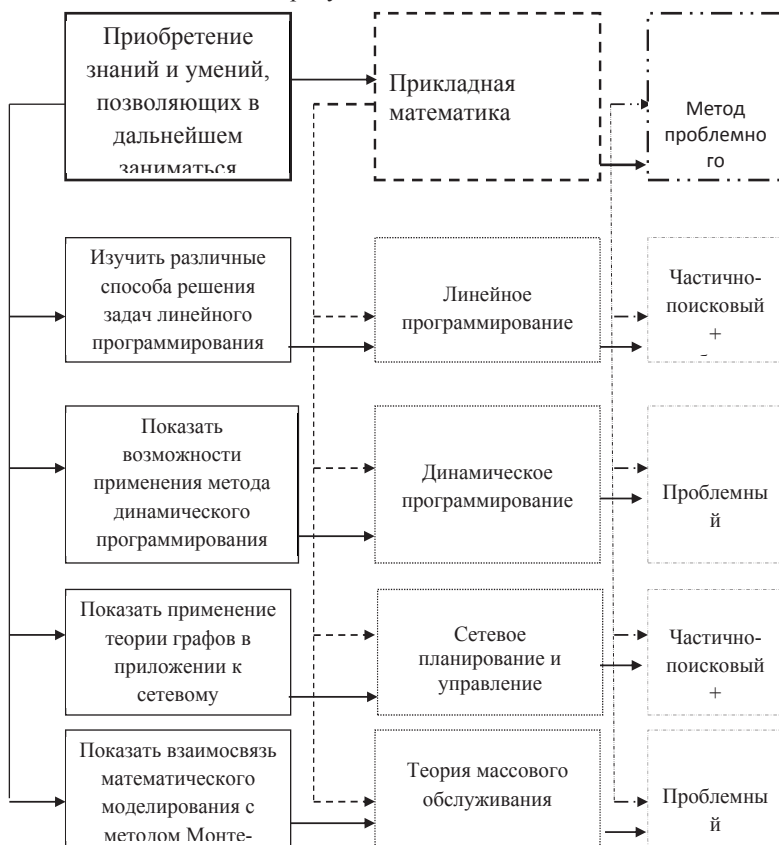 Приобретение
знаний и умений,
позволяющих в
дальнейшем
заниматься
Прикладная
математика
Метод
проблемно
го
Изучить различные
способа решения
задач линейного
программирования
Линейное
программирование
Частично-
поисковый
+
Показать
возможности
применения метода
динамического
программирования
Динамическое
программирование
Проблемны
й
Показать применение
теории графов в
приложении к
сетевому
Сетевое
планирование и
управление
Частично-
поисковый
+
Показать взаимосвязь
математического
моделирования с
методом Монте-
Теория массового
обслуживания
Проблемны
й